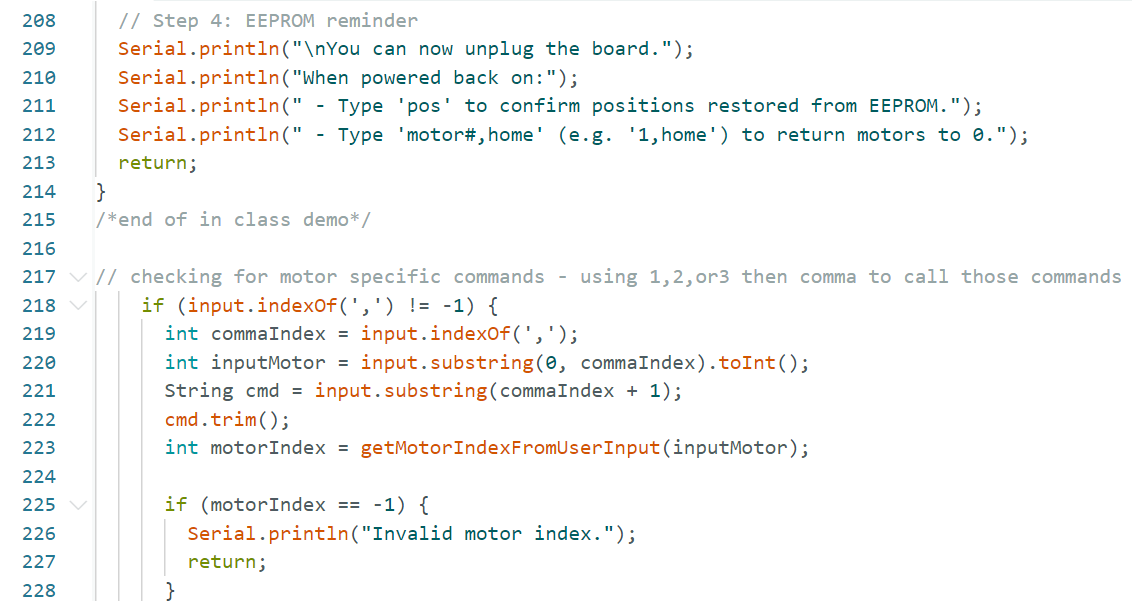 208   // Step 4: EEPROM reminder
209   Serial.println("\nYou can now unplug the board.");
210   Serial.println("When powered back on:");
211   Serial.println(" - Type 'pos' to confirm positions restored from EEPROM.");
212   Serial.println(" - Type 'motor#,home' (e.g. '1,home') to return motors to 0.");
213   return;
214 }
215 /*end of in class demo*/
216
217 // checking for motor specific commands - using 1,2,or3 then comma to call those commands
218     if (input.indexOf(',') != -1) {
219       int commaIndex = input.indexOf(',');
220       int inputMotor = input.substring(0, commaIndex).toInt();
221       String cmd = input.substring(commaIndex + 1);
222       cmd.trim();
223       int motorIndex = getMotorIndexFromUserInput(inputMotor);
224
225       if (motorIndex == -1) {
226         Serial.println("Invalid motor index.");
227         return;
228       }